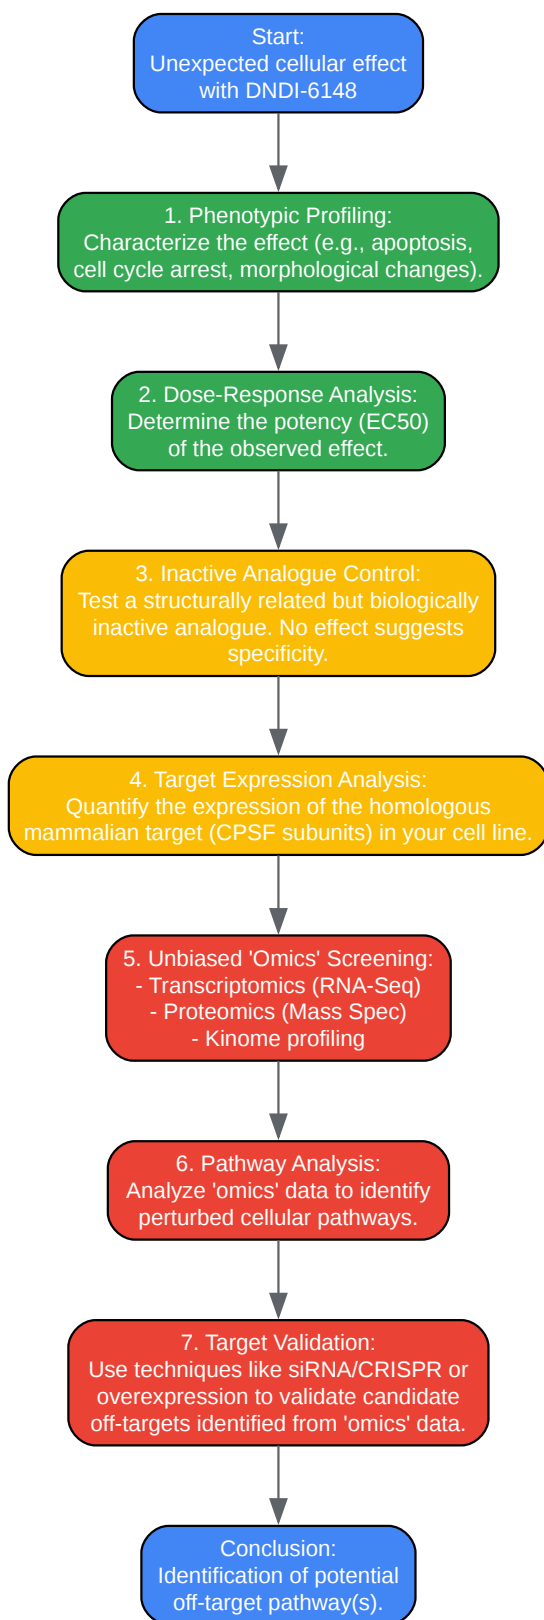 Start:
Unexpected cellular effect
with DNDI-6148
1. Phenotypic Profiling:
Characterize the effect (e.g., apoptosis,
cell cycle arrest, morphological changes).
2. Dose-Response Analysis:
Determine the potency (EC50)
of the observed effect.
3. Inactive Analogue Control:
Test a structurally related but biologically
inactive analogue. No effect suggests
specificity.
4. Target Expression Analysis:
Quantify the expression of the homologous
mammalian target (CPSF subunits) in your cell line.
5. Unbiased 'Omics' Screening:
- Transcriptomics (RNA-Seq)
- Proteomics (Mass Spec)
- Kinome profiling
6. Pathway Analysis:
Analyze 'omics' data to identify
perturbed cellular pathways.
7. Target Validation:
Use techniques like siRNA/CRISPR or
overexpression to validate candidate
off-targets identified from 'omics' data.
Conclusion:
Identification of potential
off-target pathway(s).